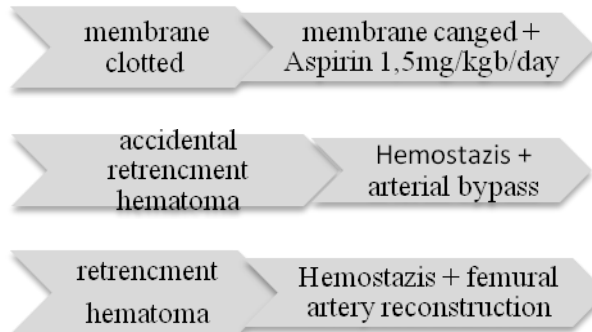 membrane
clotted
membrane canged +
Aspirin 1,5mg/kgb/day
accidental
retrencment
hematoma
Hemostazis +
arterial bypass
retrencment
hematoma
Hemostazis + femural
artery reconstruction